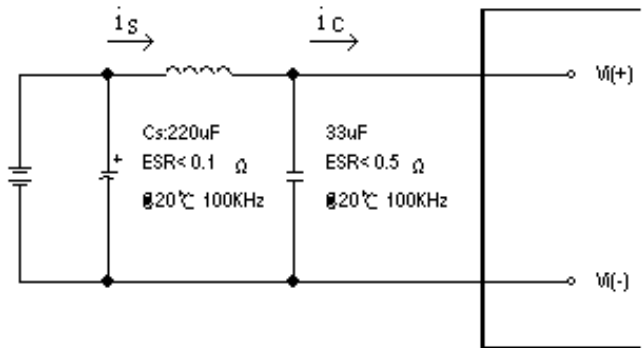 is
ic
Vi(+)
Cs:220uF
ESR< 0.1 Ω
@20℃ 100KHz
33uF
ESR< 0.5 Ω
@20℃ 100KHz
+
Vi(-)